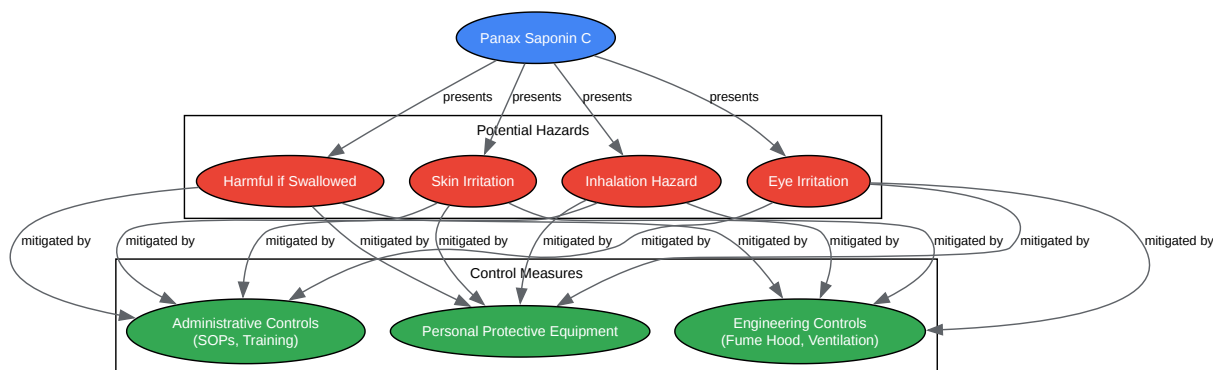 Panax Saponin C
presents
presents
presents
presents
Potential Hazards
Harmful if Swallowed
Skin Irritation
Inhalation Hazard
Eye Irritation
mitigated by
mitigated by
mitigated by
mitigated by
mitigated by
mitigated by
mitigated by
mitigated by
mitigated by
mitigated by
mitigated by
mitigated by
Control Measures
Administrative Controls
(SOPs, Training)
Personal Protective Equipment
Engineering Controls
(Fume Hood, Ventilation)